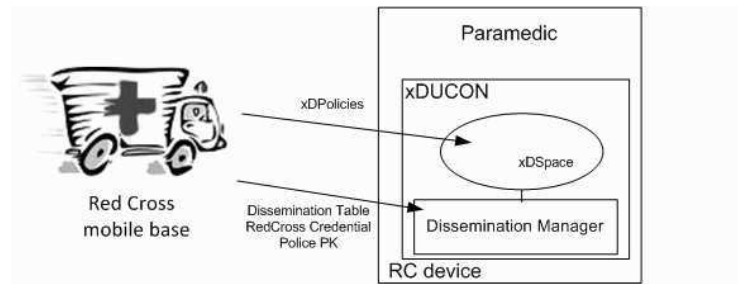 Paramedic
xDUCON
xDPolicies
xDSpace
Red Cross
mobile base
Dissemination Table
RedCross Credential
Police PK
Dissemination Manager
RC device